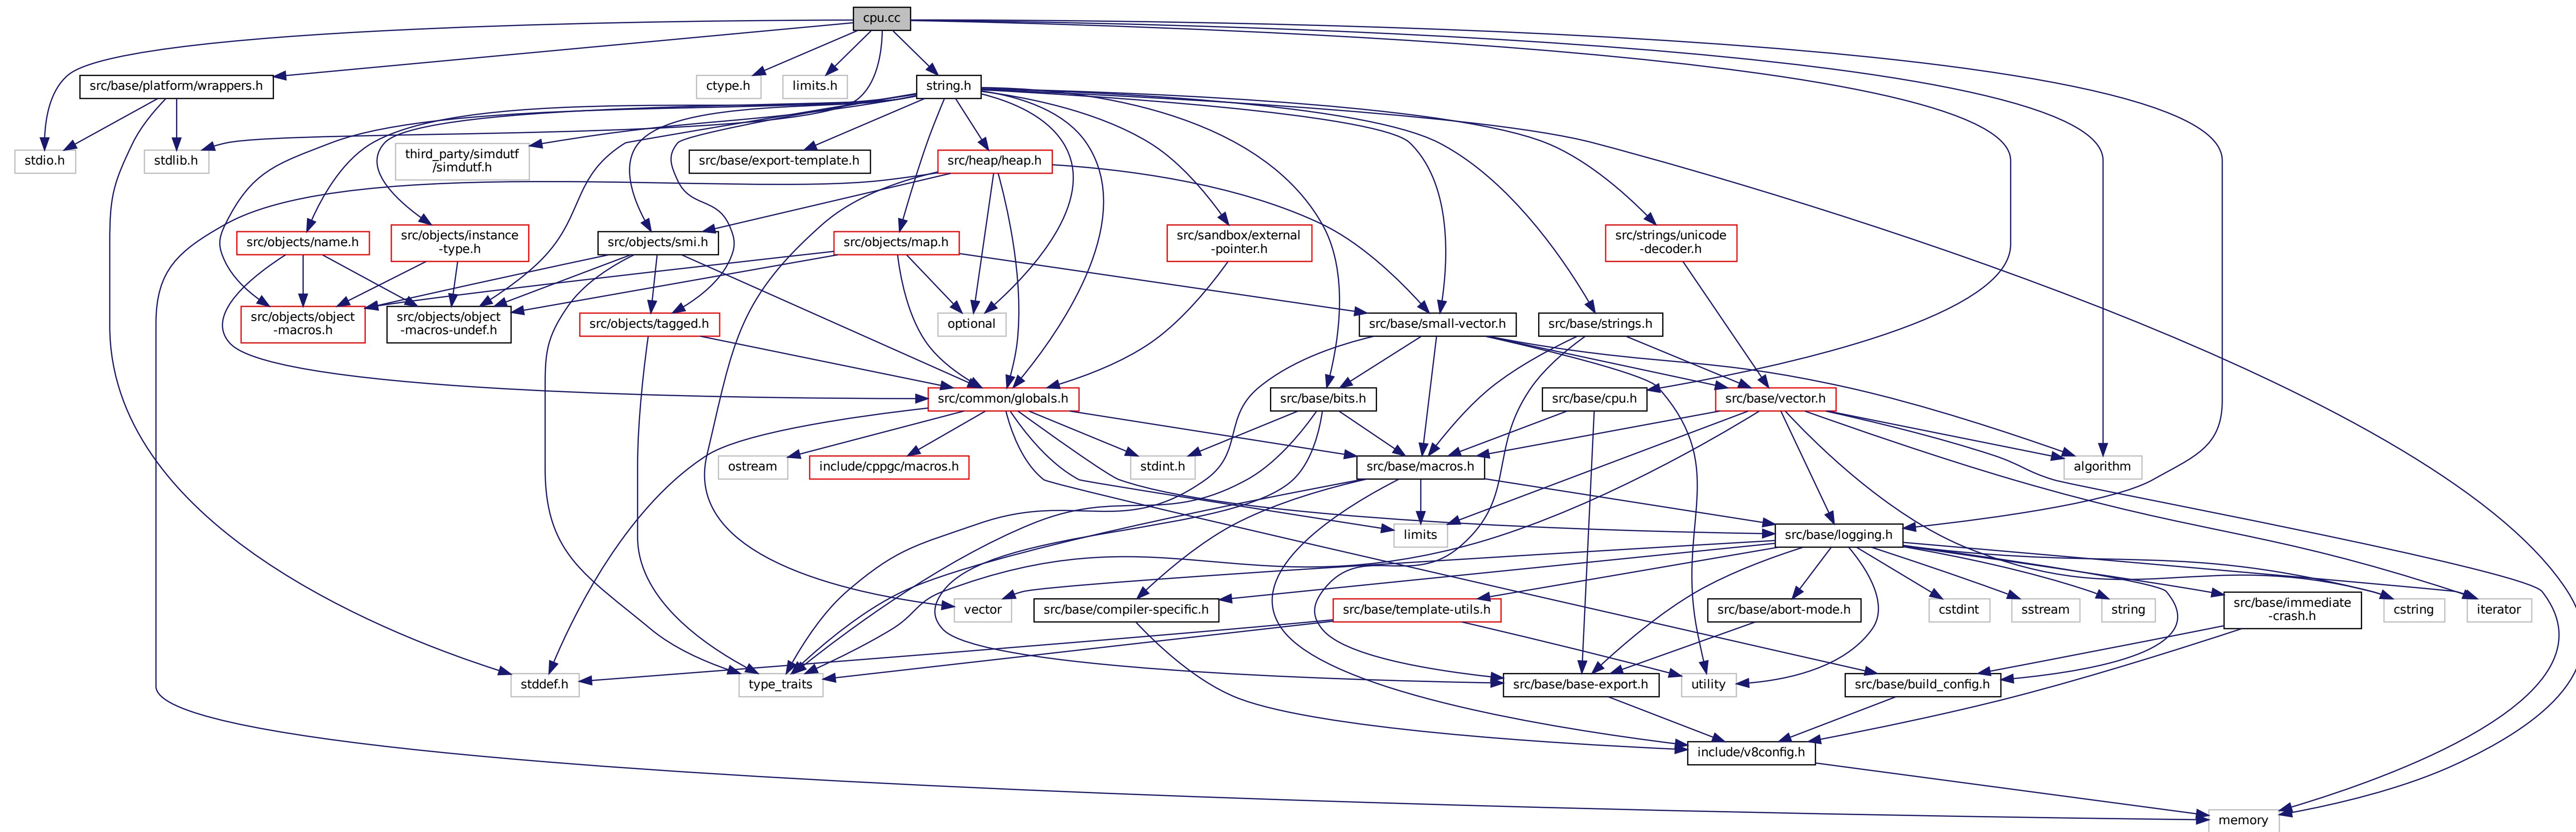 cpu.cc
src/base/platform/wrappers.h
ctype.h
limits.h
string.h
stdio.h
stdlib.h
third_party/simdutf
/simdutf.h
src/base/export-template.h
src/heap/heap.h
src/objects/name.h
src/objects/instance
-type.h
src/objects/smi.h
src/objects/map.h
src/sandbox/external
-pointer.h
src/strings/unicode
-decoder.h
src/objects/object
-macros.h
src/objects/object
-macros-undef.h
src/objects/tagged.h
optional
src/base/small-vector.h
src/base/strings.h
src/common/globals.h
src/base/bits.h
src/base/cpu.h
src/base/vector.h
ostream
include/cppgc/macros.h
stdint.h
src/base/macros.h
algorithm
limits
src/base/logging.h
vector
src/base/compiler-specific.h
src/base/template-utils.h
src/base/abort-mode.h
cstdint
sstream
string
src/base/immediate
-crash.h
cstring
iterator
stddef.h
type_traits
src/base/base-export.h
utility
src/base/build_config.h
include/v8config.h
memory